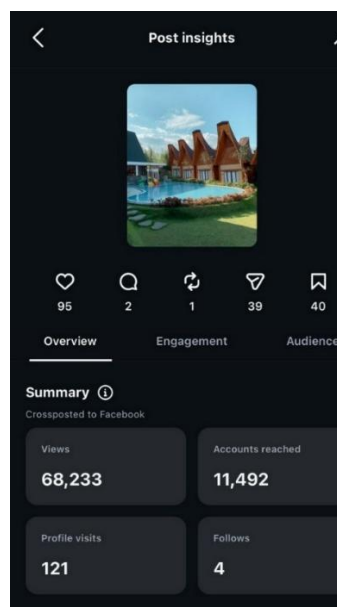 Post insights
95 2 1 39 40
Overview Engagement Audience
Summary
Crossposted to Facebook
Views Accounts reached
68,233 11,492
Profile visits Follows
121 4